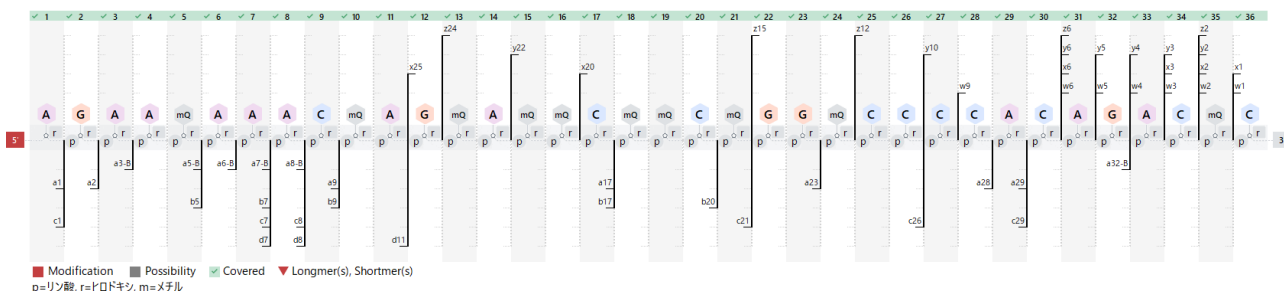 ✓ 1 ✓ 2 ✓ 3 ✓ 4 ✓ 5 ✓ 6 ✓ 7 ✓ 8 ✓ 9 ✓ 10 ✓ 11 ✓ 12 ✓ 13 ✓ 14 ✓ 15 ✓ 16 ✓ 17 ✓ 18 ✓ 19 ✓ 20 ✓ 21 ✓ 22 ✓ 23 ✓ 24 ✓ 25 ✓ 26 ✓ 27 ✓ 28 ✓ 29 ✓ 30 ✓ 31 ✓ 32 ✓ 33 ✓ 34 ✓ 35 ✓ 36
z24 z15 z12 z6 z2
y22 y10 y6 y5 y4 y3 y2
x25 x20 x6 x3 x2 x1
w9 w6 w5 w4 w3 w2 w1
A G A A mQ A A A C mQ A G mQ A mQ mQ C mQ mQ C mQ G G mQ C C C C A C A G A C mQ C
r r r r r r r r r r r r r r r r r r r r r r r r r r r r r r r r r r r r
5' p p p p p p p p p p p p p p p p p p p p p p p p p p p p p p p p p p p 3
a3-B a5-B a6-B a7-B a8-B a32-B
a1 a2 a9 a17 a23 a28 a29
b5 b7 b9 b17 b20
c1 c7 c8 c21 c26 c29
d7 d8 d11
Modification Possibility Covered Longmer(s), Shortmer(s)
p=リン酸, r=ヒロドキシ, m=メチル